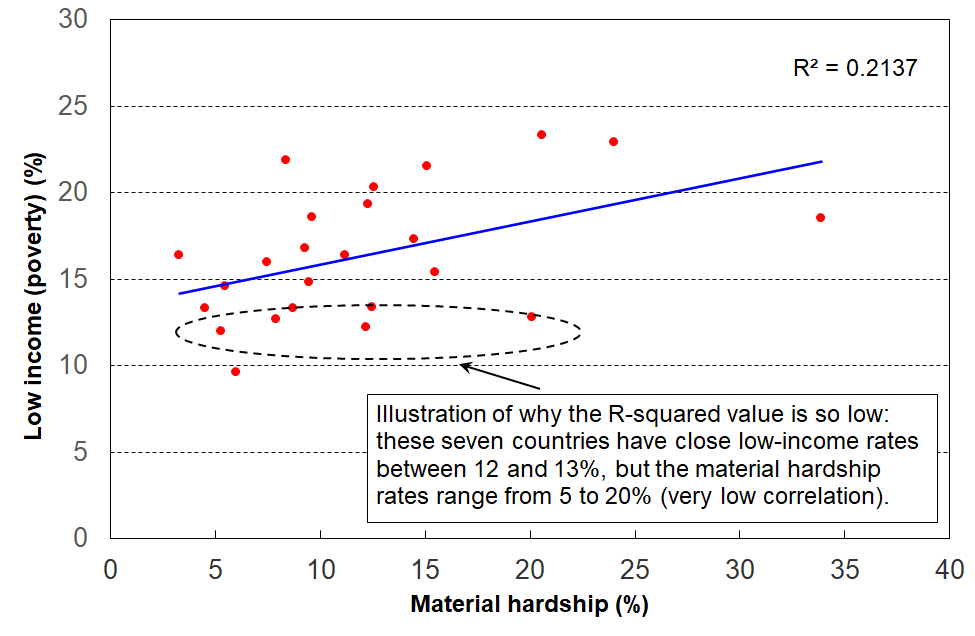 30
R² = 0.2137
25
20
15
10
5
0
Low income (poverty) (%)
Illustration of why the R-squared value is so low:
these seven countries have close low-income rates
between 12 and 13%, but the material hardship
rates range from 5 to 20% (very low correlation).
0 5 10 15 20 25 30 35 40
Material hardship (%)